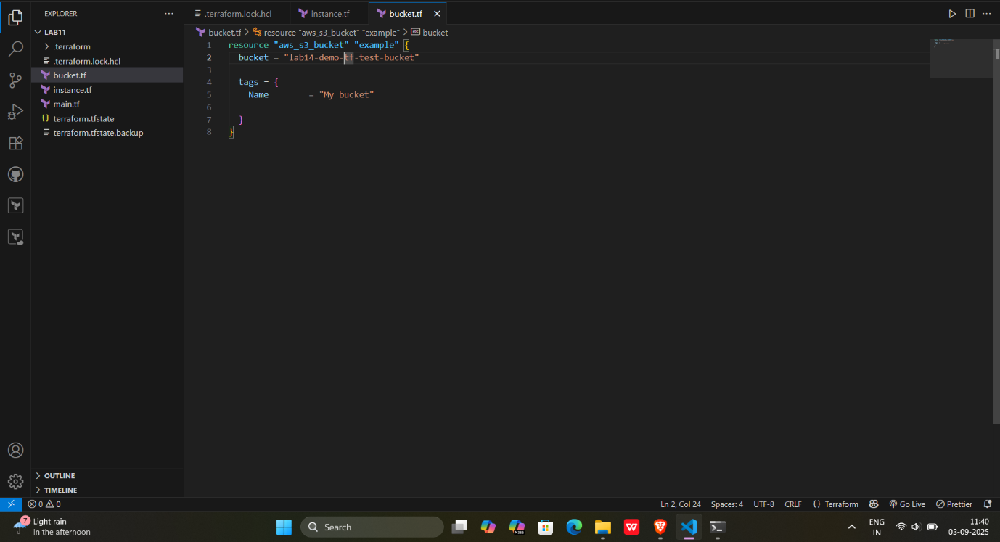 EXPLORER
LAB11
.terraform
.terraform.lock.hcl
bucket.tf
instance.tf
main.tf
{} terraform.tfstate
terraform.tfstate.backup
OUTLINE
TIMELINE
.terraform.lock.hcl
instance.tf
bucket.tf
bucket.tf > resource "aws_s3_bucket" "example" > abc bucket
1 resource "aws_s3_bucket" "example" {
2 bucket = "lab14-demo-tf-test-bucket"
3
4 tags = {
5 Name = "My bucket"
6
7 }
8 }
0 0
Ln 2, Col 24
Spaces: 4
UTF-8
CRLF
{} Terraform
Go Live
Prettier
7
Light rain
In the afternoon
Search
M365
W
ENG
IN
11:40
03-09-2025